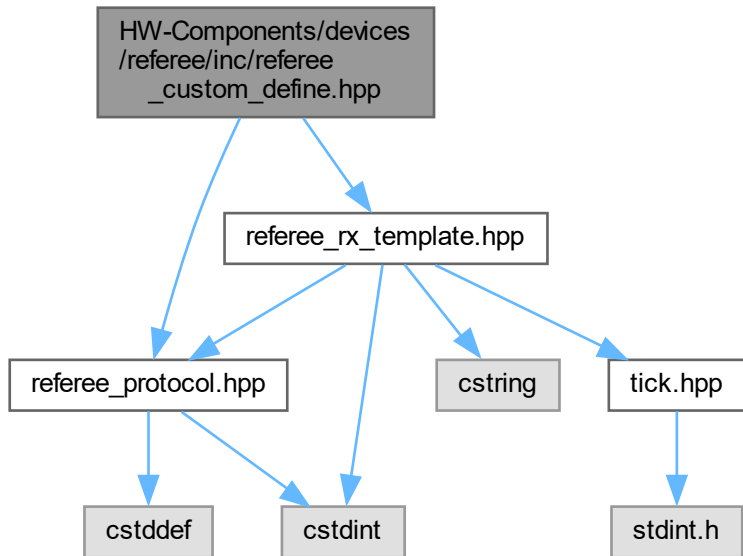 HW-Components/devices
/referee/inc/referee
_custom_define.hpp
referee_rx_template.hpp
referee_protocol.hpp
cstring
tick.hpp
cstddef
cstdint
stdint.h